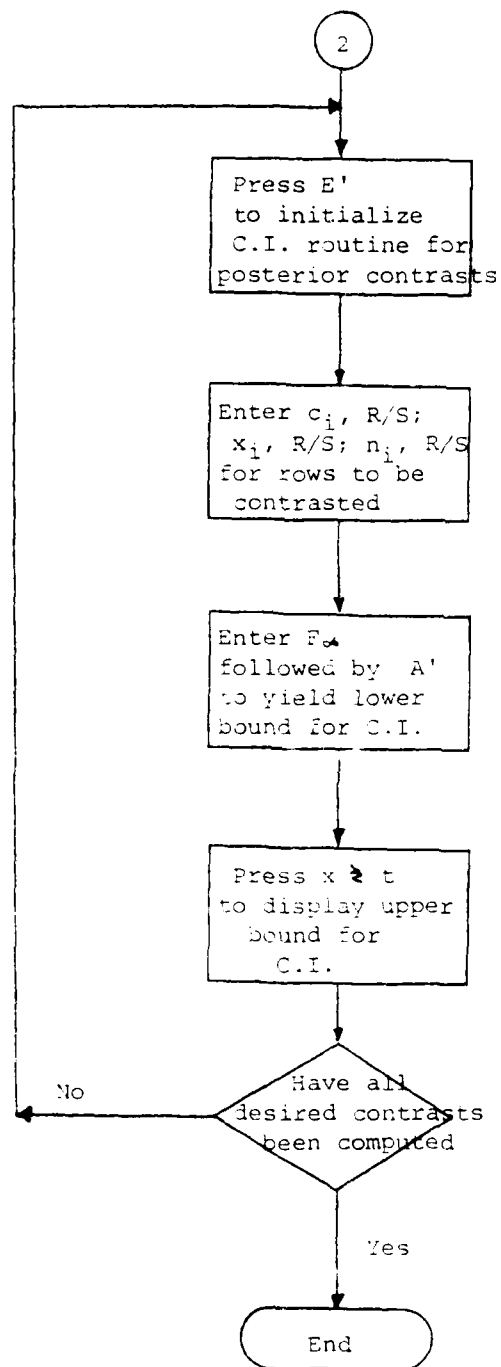 2
Press E'
to initialize
C.I. routine for
posterior contrasts
Enter c_i, R/S;
x_i, R/S; n_i, R/S
for rows to be
contrasted
Enter F_α
followed by A'
to yield lower
bound for C.I.
Press x ⪎ t
to display upper
bound for
C.I.
Have all
desired contrasts
been computed
No
Yes
End